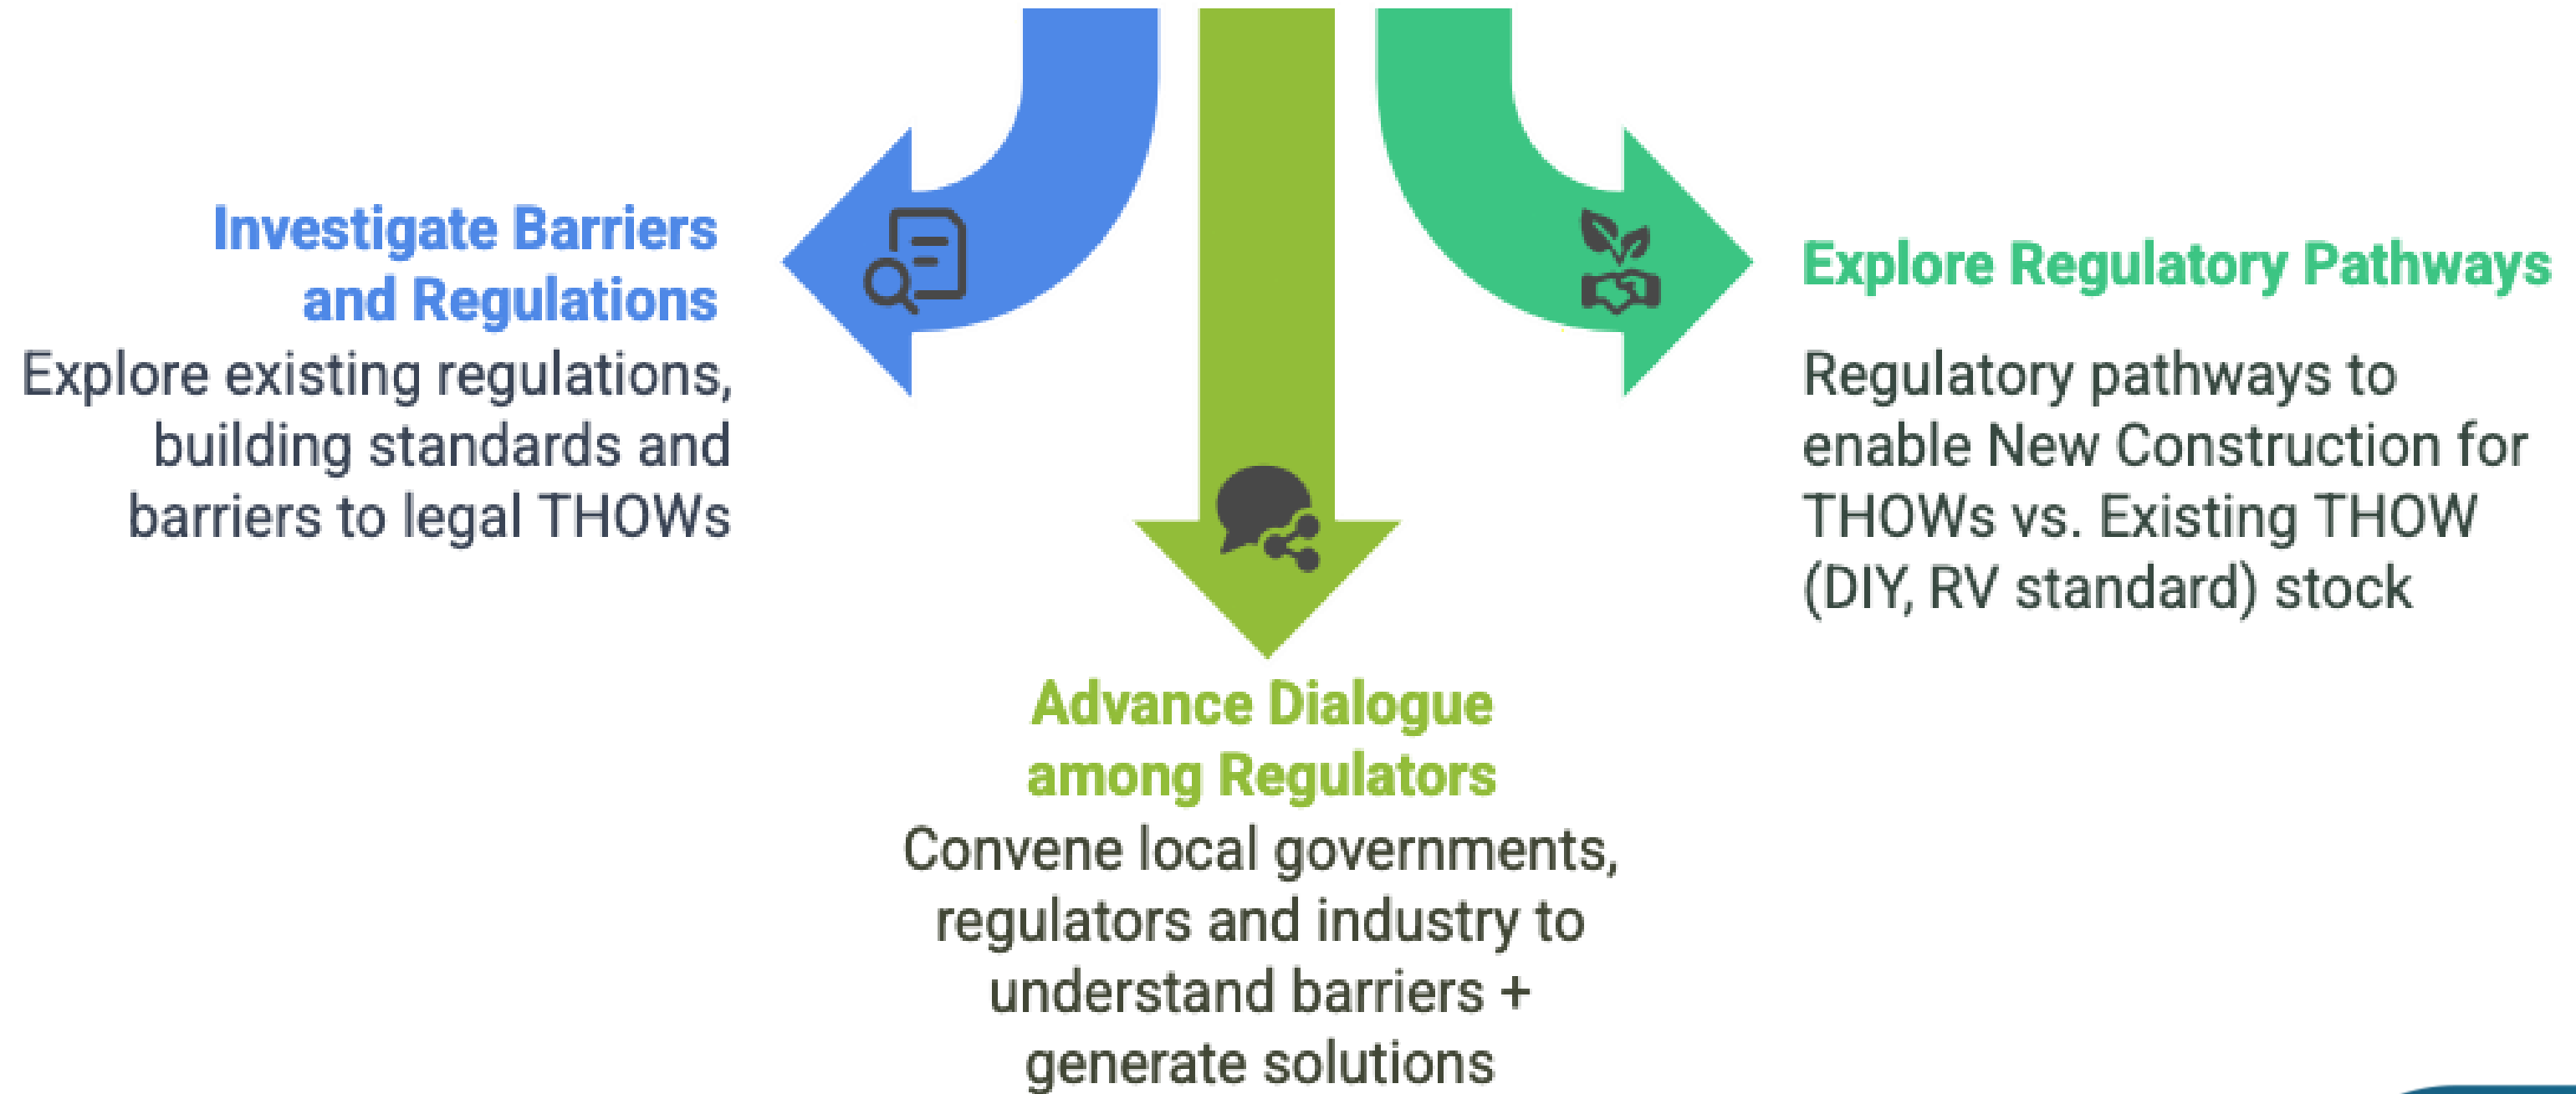 Investigate Barriers
and Regulations
Explore existing regulations,
building standards and
barriers to legal THOWs
Advance Dialogue
among Regulators
Convene local governments,
regulators and industry to
understand barriers +
generate solutions
Explore Regulatory Pathways
Regulatory pathways to
enable New Construction for
THOWs vs. Existing THOW
(DIY, RV standard) stock